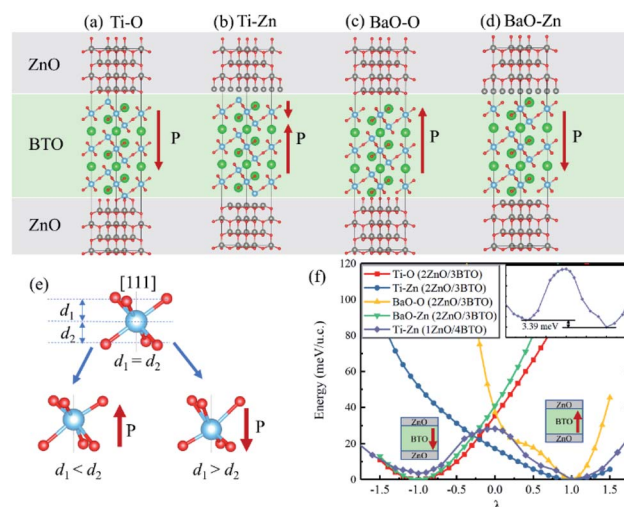 (a) Ti-O
(b) Ti-Zn
(c) BaO-O
(d) BaO-Zn
ZnO
BTO
ZnO
P
P
P
P
(e)
[111]
d₁
d₂
d₁ = d₂
P
P
d₁ < d₂
d₁ > d₂
(f)
Energy (meV/u.c.)
120
100
80
60
40
20
0
Ti-O (2ZnO/3BTO)
Ti-Zn (2ZnO/3BTO)
BaO-O (2ZnO/3BTO)
BaO-Zn (2ZnO/3BTO)
Ti-Zn (1ZnO/4BTO)
3.39 meV
ZnO
BTO
ZnO
ZnO
BTO
ZnO
-1.5 -1.0 -0.5 0.0 0.5 1.0 1.5
λ